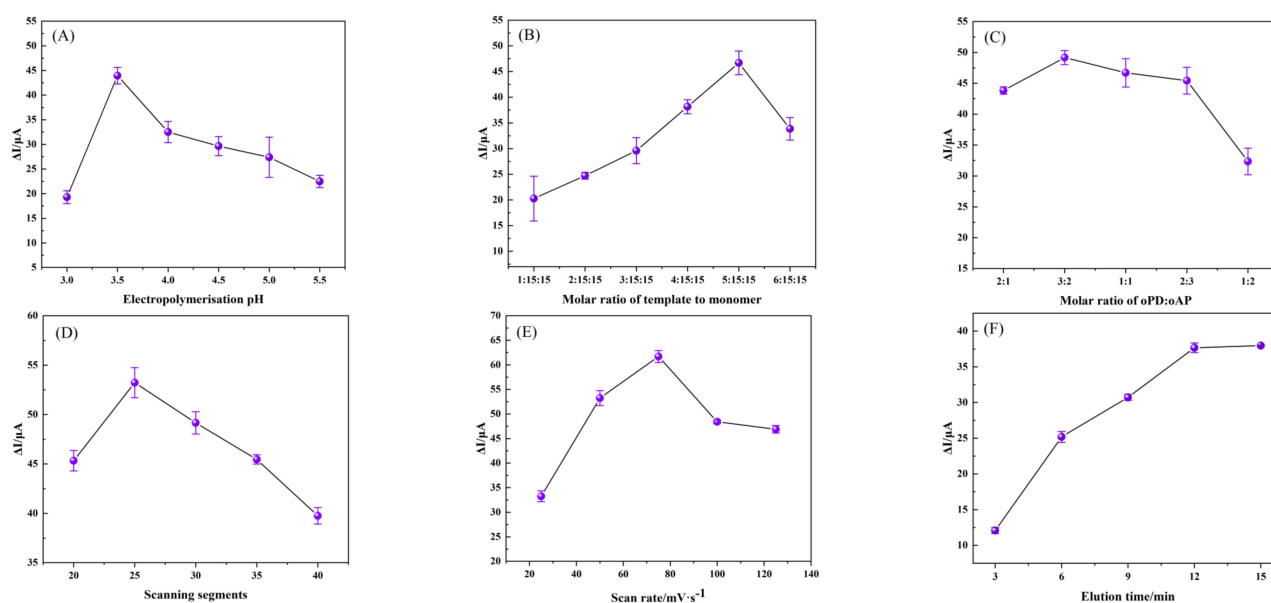 (A)
ΔI/μA
55
50
45
40
35
30
25
20
15
10
5
3.0 3.5 4.0 4.5 5.0 5.5
Electropolymerisation pH
(B)
ΔI/μA
55
50
45
40
35
30
25
20
15
10
1:15:15 2:15:15 3:15:15 4:15:15 5:15:15 6:15:15
Molar ratio of template to monomer
(C)
ΔI/μA
55
50
45
40
35
30
25
45
15
2:1 3:2 1:1 2:3 1:2
Molar ratio of oPD:oAP
(D)
ΔI/μA
60
55
50
45
40
35
20 25 30 35 40
Scanning segments
(E)
ΔI/μA
70
65
60
55
50
45
40
35
30
25
20
20 40 60 80 100 120 140
Scan rate/mV·s⁻¹
(F)
ΔI/μA
40
35
30
25
20
15
10
3 6 9 12 15
Elution time/min